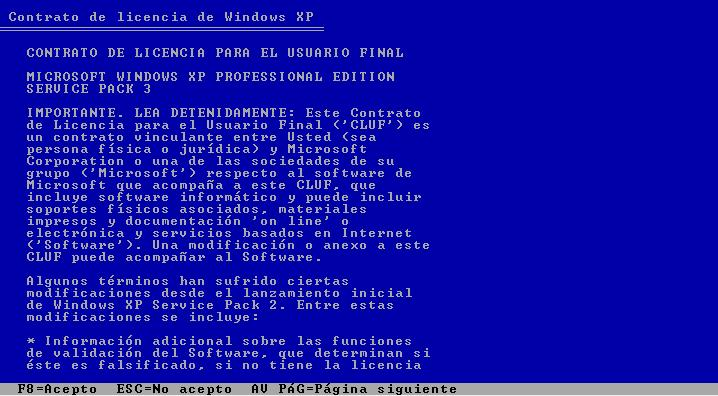 Contrato de licencia de Windows XP
CONTRATO DE LICENCIA PARA EL USUARIO FINAL
MICROSOFT WINDOWS XP PROFESSIONAL EDITION
SERVICE PACK 3
IMPORTANTE. LEA DETENIDAMENTE: Este Contrato
de Licencia para el Usuario Final ('CLUF') es
un contrato vinculante entre Usted (sea
persona física o jurídica) y Microsoft
Corporation o una de las sociedades de su
grupo ('Microsoft') respecto al software de
Microsoft que acompaña a este CLUF, que
incluye software informático y puede incluir
soportes físicos asociados, materiales
impresos y documentación 'on line' o
electrónica y servicios basados en Internet
('Software'). Una modificación o anexo a este
CLUF puede acompañar al Software.
Algunos términos han sufrido ciertas
modificaciones desde el lanzamiento inicial
de Windows XP Service Pack 2. Entre estas
modificaciones se incluye:
* Información adicional sobre las funciones
de validación del Software, que determinan si
éste es falsificado, si no tiene la licencia
F8=Acepto ESC=No acepto AV PÁG=Página siguiente